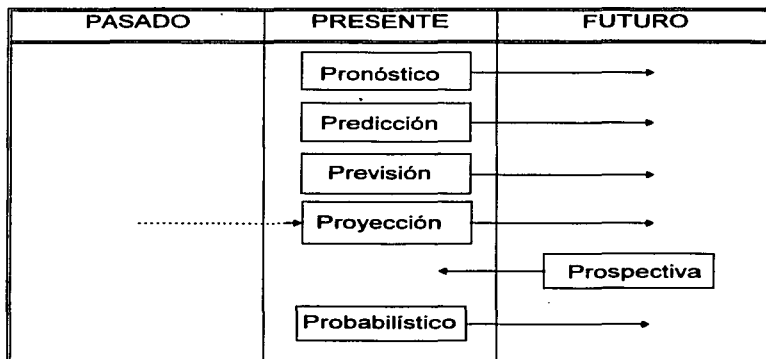 PASADO PRESENTE FUTURO
Pronóstico
Predicción
Previsión
Proyección
Prospectiva
Probabilístico